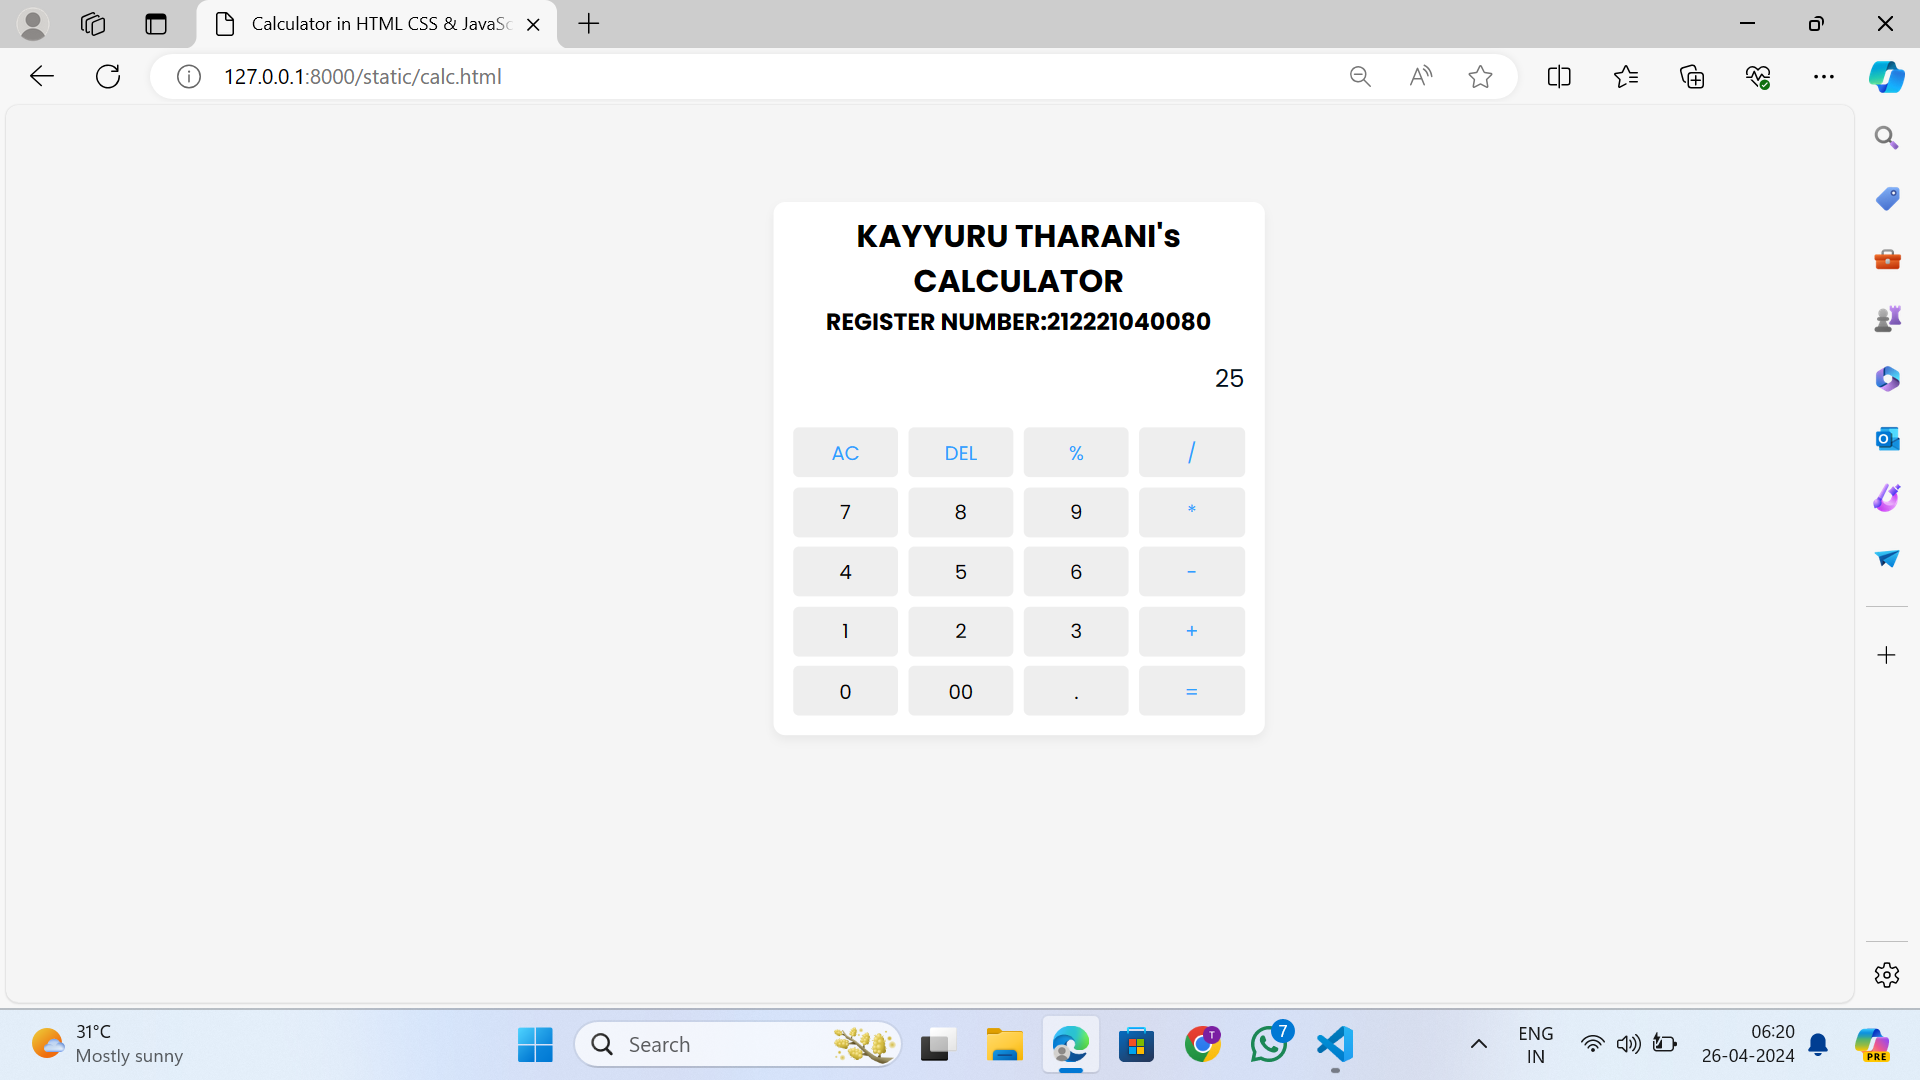 Calculator in HTML CSS & JavaSc
127.0.0.1:8000/static/calc.html
KAYYURU THARANI's
CALCULATOR
REGISTER NUMBER:212221040080
25
AC DEL % /
7 8 9 *
4 5 6 -
1 2 3 +
0 00 . =
31°C
Mostly sunny
Search
T
7
ENG
IN
06:20
26-04-2024
PRE